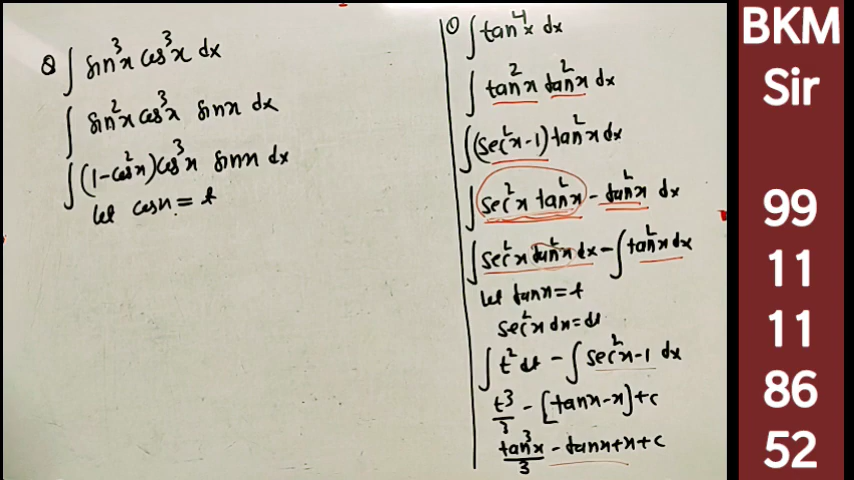 Q ∫ sin³x cos³x dx
∫ sin²x cos³x sinx dx
∫ (1-cos²x)cos³x sinx dx
let cosx = t
Q ∫ tan⁴x dx
∫ tan²x tan²x dx
∫ (sec²x-1)tan²x dx
∫ sec²x tan²x - tan²x dx
∫ sec²x tan²x dx - ∫ tan²x dx
let tanx = t
sec²x dx = dt
∫ t² dt - ∫ sec²x-1 dx
t³/3 - [tanx-x]+c
tan³x/3 - tanx+x+c
BKM
Sir
99
11
11
86
52